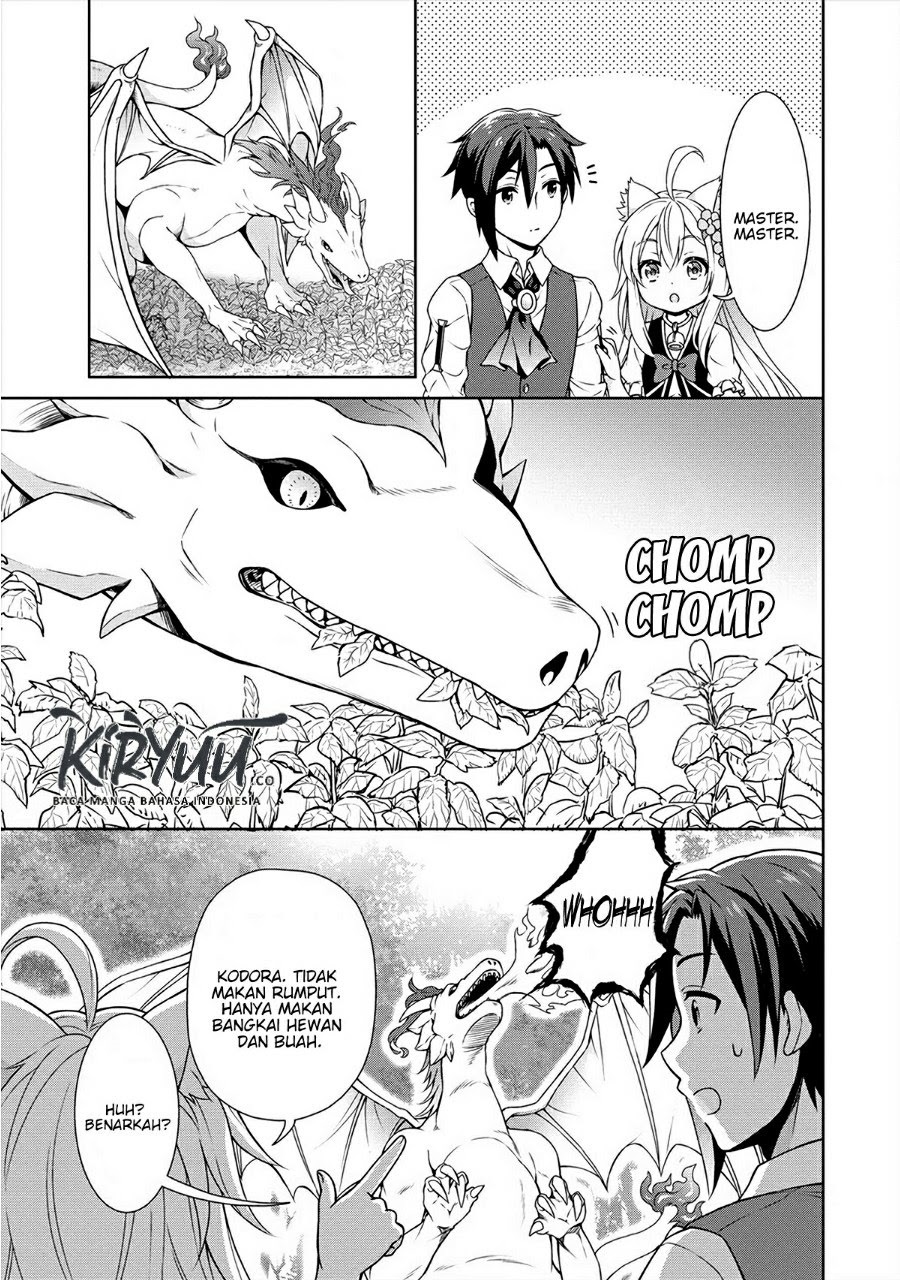 MASTER.
MASTER.
CHOMP
CHOMP
KIRYUU
.CO
BACA MANGA BAHASA INDONESIA
WHOHHH
KODORA. TIDAK
MAKAN RUMPUT.
HANYA MAKAN
BANGKAI HEWAN
DAN BUAH.
HUH?
BENARKAH?